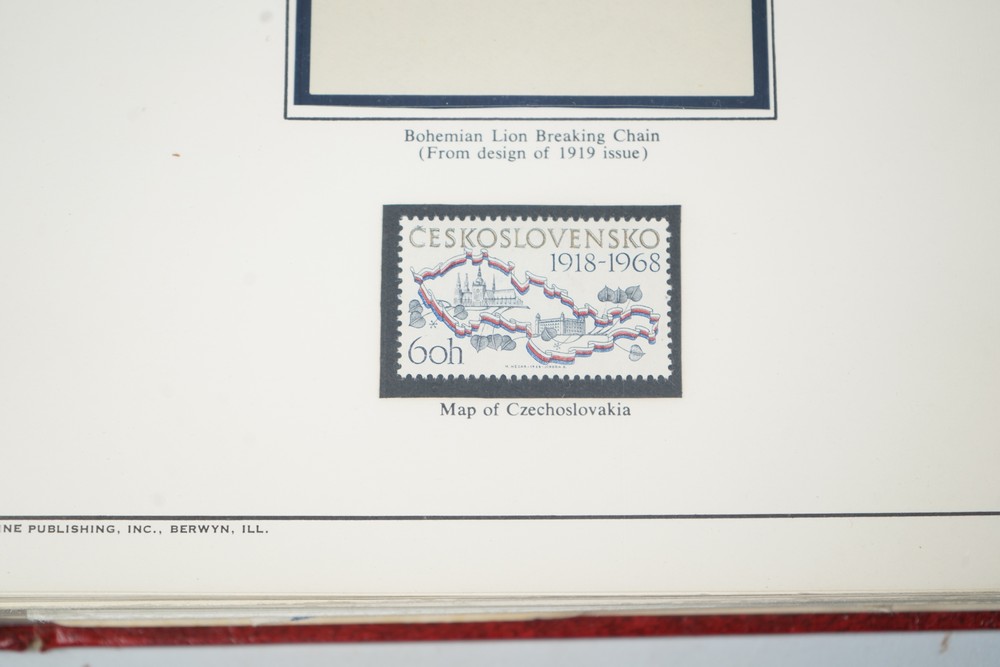 Bohemian Lion Breaking Chain
(From design of 1919 issue)
ČESKOSLOVENSKO
1918-1968
60h
Map of Czechoslovakia
INE PUBLISHING, INC., BERWYN, ILL.